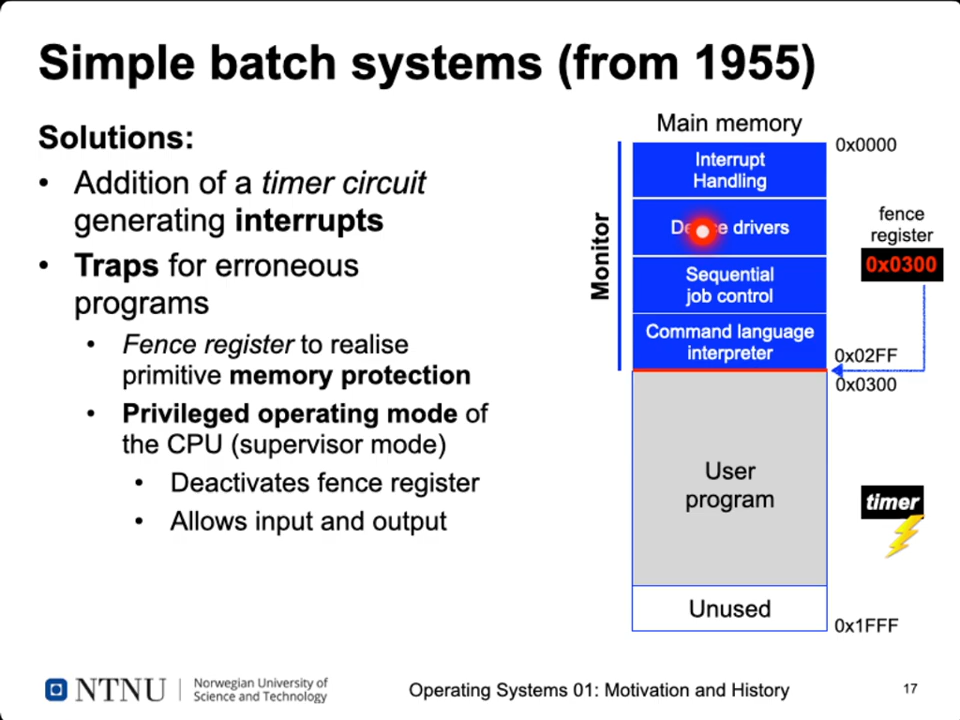 Simple batch systems (from 1955)
Solutions:
• Addition of a timer circuit
generating interrupts
• Traps for erroneous
programs
• Fence register to realise
primitive memory protection
• Privileged operating mode of
the CPU (supervisor mode)
• Deactivates fence register
• Allows input and output
Main memory
0x0000
Interrupt
Handling
drivers
Sequential
job control
Command language
interpreter
Monitor
fence
register
0x0300
0x02FF
0x0300
User
program
timer
Unused
0x1FFF
NTNU
Norwegian University of
Science and Technology
Operating Systems 01: Motivation and History
17